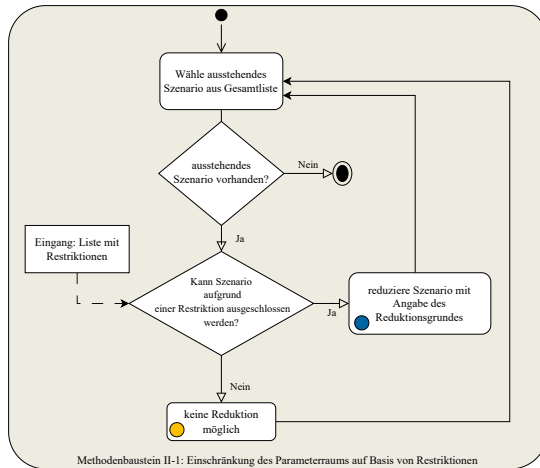 Wähle ausstehendes
Szenario aus Gesamtliste
ausstehendes
Szenario vorhanden?
Nein
Ja
Eingang: Liste mit
Restriktionen
Kann Szenario
aufgrund
einer Restriktion ausgeschlossen
werden?
Ja
reduziere Szenario mit
Angabe des
Reduktionsgrundes
Nein
keine Reduktion
möglich
Methodenbaustein II-1: Einschränkung des Parameterraums auf Basis von Restriktionen